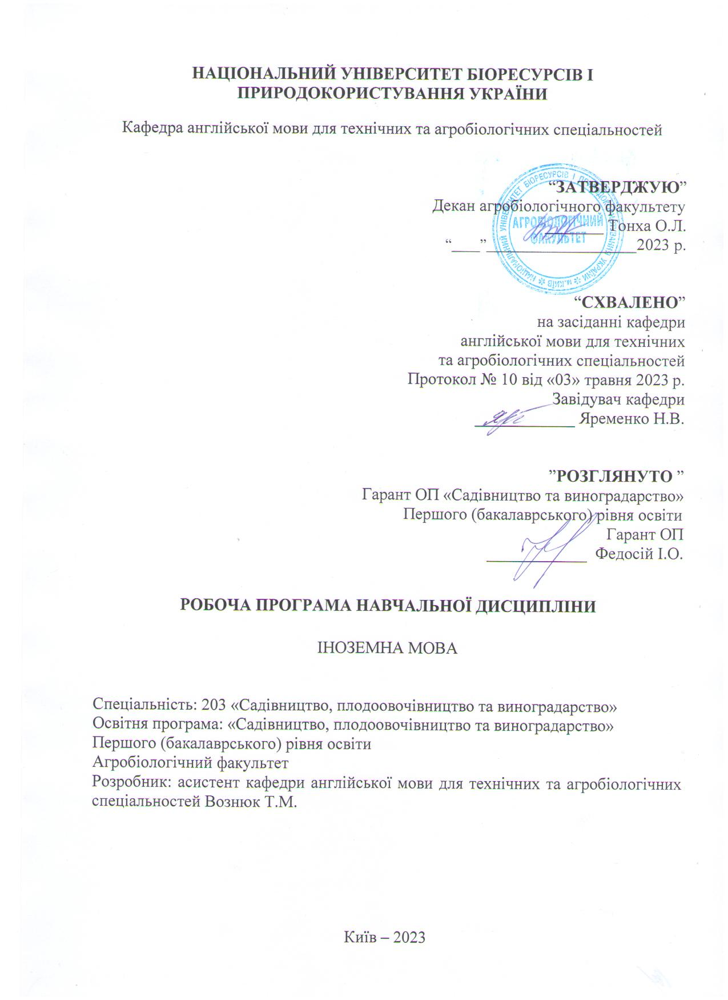 НАЦІОНАЛЬНИЙ УНІВЕРСИТЕТ БІОРЕСУРСІВ І
ПРИРОДОКОРИСТУВАННЯ УКРАЇНИ
Кафедра англійської мови для технічних та агробіологічних спеціальностей
“ЗАТВЕРДЖУЮ”
Декан агробіологічного факультету
_______ Тонха О.Л.
“___”___________________2023 р.
НАЦІОНАЛЬНИЙ УНІВЕРСИТЕТ БІОРЕСУРСІВ І ПРИРОДОКОРИСТУВАННЯ УКРАЇНИ * м.КИЇВ *
АГРОБІОЛОГІЧНИЙ
ФАКУЛЬТЕТ
“СХВАЛЕНО”
на засіданні кафедри
англійської мови для технічних
та агробіологічних спеціальностей
Протокол № 10 від «03» травня 2023 р.
Завідувач кафедри
____________ Яременко Н.В.
”РОЗГЛЯНУТО ”
Гарант ОП «Садівництво та виноградарство»
Першого (бакалаврського) рівня освіти
Гарант ОП
____________ Федосій І.О.
РОБОЧА ПРОГРАМА НАВЧАЛЬНОЇ ДИСЦИПЛІНИ
ІНОЗЕМНА МОВА
Спеціальність: 203 «Садівництво, плодоовочівництво та виноградарство»
Освітня програма: «Садівництво, плодоовочівництво та виноградарство»
Першого (бакалаврського) рівня освіти
Агробіологічний факультет
Розробник: асистент кафедри англійської мови для технічних та агробіологічних
спеціальностей Вознюк Т.М.
Київ – 2023